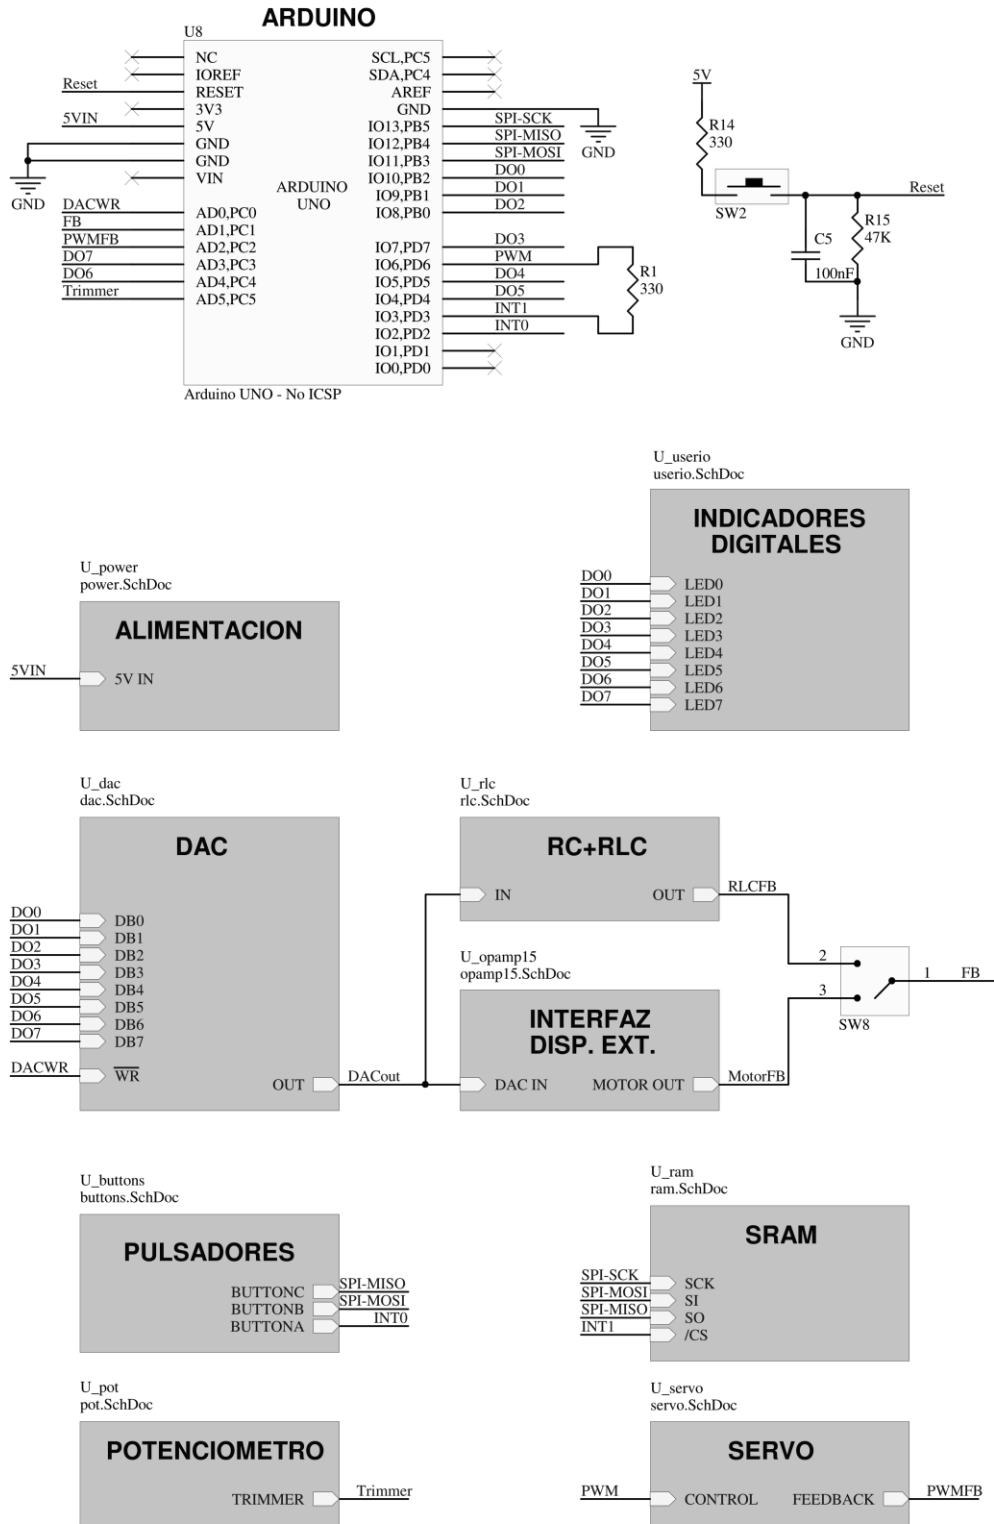 ARDUINO
U8
NC
IOREF
Reset
RESET
3V3
5VIN
5V
GND
GND
VIN
GND
DACWR
AD0,PC0
FB
AD1,PC1
PWMFB
AD2,PC2
DO7
AD3,PC3
DO6
AD4,PC4
Trimmer
AD5,PC5
ARDUINO
UNO
SCL,PC5
SDA,PC4
AREF
GND
IO13,PB5
SPI-SCK
IO12,PB4
SPI-MISO
IO11,PB3
SPI-MOSI
GND
IO10,PB2
DO0
IO9,PB1
DO1
IO8,PB0
DO2
IO7,PD7
DO3
IO6,PD6
PWM
IO5,PD5
DO4
IO4,PD4
DO5
IO3,PD3
INT1
IO2,PD2
INT0
IO1,PD1
IO0,PD0
R1
330
Arduino UNO - No ICSP
5V
R14
330
SW2
Reset
C5
100nF
R15
47K
GND
U_userio
userio.SchDoc
INDICADORES
DIGITALES
DO0
LED0
DO1
LED1
DO2
LED2
DO3
LED3
DO4
LED4
DO5
LED5
DO6
LED6
DO7
LED7
U_power
power.SchDoc
ALIMENTACION
5VIN
5V IN
U_dac
dac.SchDoc
DAC
DO0
DB0
DO1
DB1
DO2
DB2
DO3
DB3
DO4
DB4
DO5
DB5
DO6
DB6
DO7
DB7
DACWR
WR
OUT
DACout
U_rlc
rlc.SchDoc
RC+RLC
IN
OUT
RLCFB
U_opamp15
opamp15.SchDoc
INTERFAZ
DISP. EXT.
DAC IN
MOTOR OUT
MotorFB
2
3
1
FB
SW8
U_buttons
buttons.SchDoc
PULSADORES
BUTTONC
SPI-MISO
BUTTONB
SPI-MOSI
BUTTONA
INT0
U_ram
ram.SchDoc
SRAM
SPI-SCK
SCK
SPI-MOSI
SI
SPI-MISO
SO
INT1
/CS
U_pot
pot.SchDoc
POTENCIOMETRO
TRIMMER
Trimmer
U_servo
servo.SchDoc
SERVO
PWM
CONTROL
FEEDBACK
PWMFB